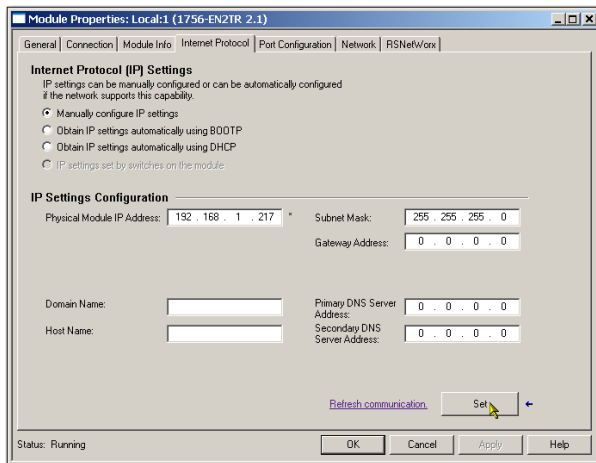 Module Properties: Local:1 (1756-EN2TR 2.1)
General Connection Module Info Internet Protocol Port Configuration Network RSNetWorx
Internet Protocol (IP) Settings
IP settings can be manually configured or can be automatically configured
if the network supports this capability.
Manually configure IP settings
Obtain IP settings automatically using BOOTP
Obtain IP settings automatically using DHCP
IP settings set by switches on the module
IP Settings Configuration
Physical Module IP Address: 192 . 168 . 1 . 217 * Subnet Mask: 255 . 255 . 255 . 0
Gateway Address: 0 . 0 . 0 . 0
Domain Name: Primary DNS Server Address: 0 . 0 . 0 . 0
Host Name: Secondary DNS Server Address: 0 . 0 . 0 . 0
Refresh communication. Set ←
Status: Running OK Cancel Apply Help